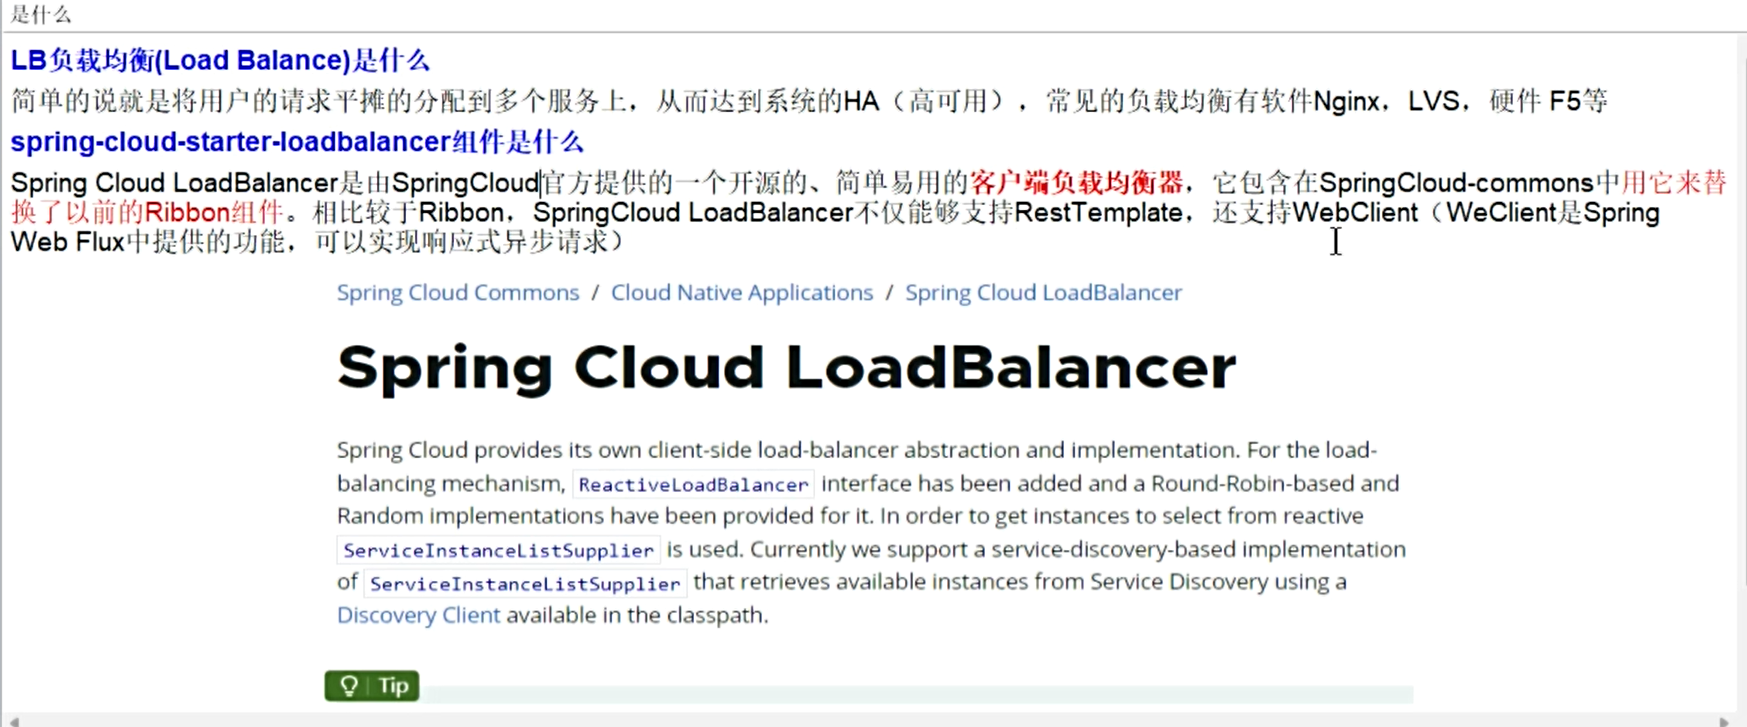 是什么
LB负载均衡(Load Balance)是什么
简单的说就是将用户的请求平摊的分配到多个服务上，从而达到系统的HA（高可用），常见的负载均衡有软件Nginx，LVS，硬件 F5等
spring-cloud-starter-loadbalancer组件是什么
Spring Cloud LoadBalancer是由SpringCloud官方提供的一个开源的、简单易用的客户端负载均衡器，它包含在SpringCloud-commons中用它来替
换了以前的Ribbon组件。相比较于Ribbon，SpringCloud LoadBalancer不仅能够支持RestTemplate，还支持WebClient（WeClient是Spring
Web Flux中提供的功能，可以实现响应式异步请求）
Spring Cloud Commons / Cloud Native Applications / Spring Cloud LoadBalancer
Spring Cloud LoadBalancer
Spring Cloud provides its own client-side load-balancer abstraction and implementation. For the load-
balancing mechanism, ReactiveLoadBalancer interface has been added and a Round-Robin-based and
Random implementations have been provided for it. In order to get instances to select from reactive
ServiceInstanceListSupplier is used. Currently we support a service-discovery-based implementation
of ServiceInstanceListSupplier that retrieves available instances from Service Discovery using a
Discovery Client available in the classpath.
Tip